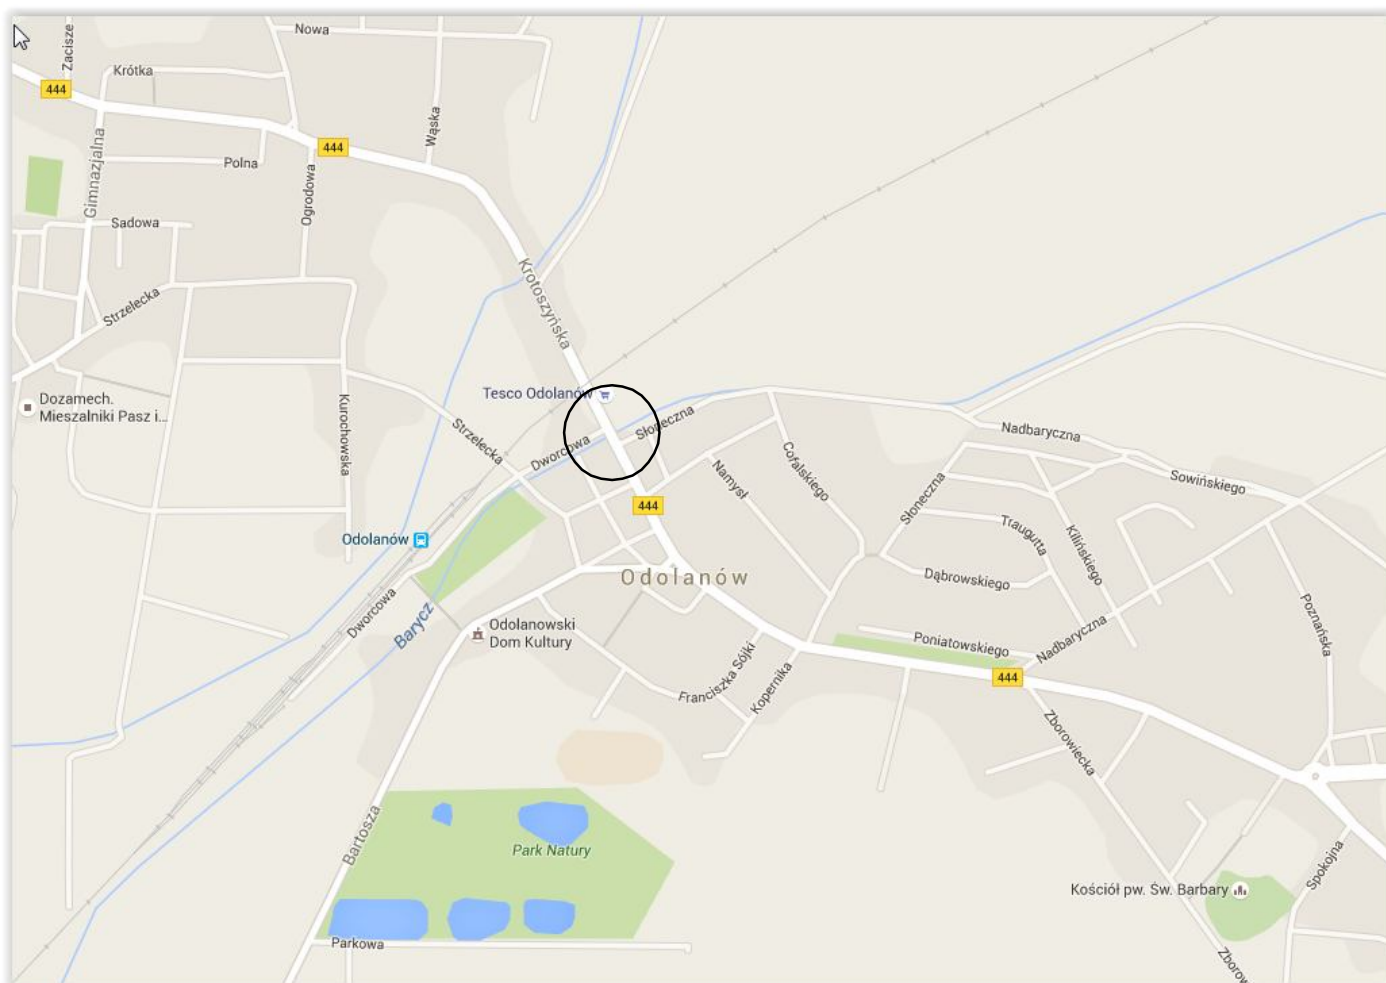 Nowa
Zacisze
Krótka
444
Wąska
444
Gimnazjalna
Polna
Ogrodowa
Sadowa
Krotoszyńska
Strzelecka
Tesco Odolanów
Dozamech.
Mieszalniki Pasz i...
Kurochowska
Strzelecka
Dworcowa
Słoneczna
Nadbaryczna
Cofalskiego
Namysł
Słoneczna
Sowińskiego
444
Traugutta
Kilińskiego
Odolanów
Odolanów
Dąbrowskiego
Dworcowa
Barycz
Odolanowski
Dom Kultury
Poniatowskiego
Nadbaryczna
Poznańska
Franciszka Sójki
Kopernika
444
Zborowiecka
Bartosza
Park Natury
Spokojna
Kościół pw. Św. Barbary
Parkowa
Zborow